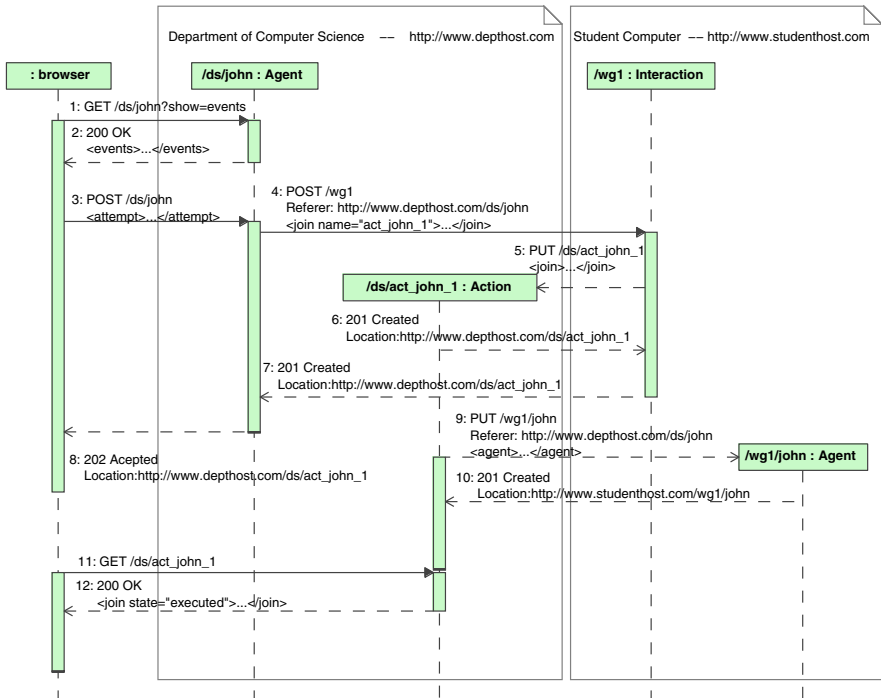 Department of Computer Science -- http://www.depthost.com
Student Computer -- http://www.studenthost.com
: browser
/ds/john : Agent
/wg1 : Interaction
1: GET /ds/john?show=events
2: 200 OK
<events>...</events>
3: POST /ds/john
<attempt>...</attempt>
4: POST /wg1
Referer: http://www.depthost.com/ds/john
<join name="act_john_1">...</join>
5: PUT /ds/act_john_1
<join>...</join>
/ds/act_john_1 : Action
6: 201 Created
Location:http://www.depthost.com/ds/act_john_1
7: 201 Created
Location:http://www.depthost.com/ds/act_john_1
8: 202 Acepted
Location:http://www.depthost.com/ds/act_john_1
9: PUT /wg1/john
Referer: http://www.depthost.com/ds/john
<agent>...</agent>
/wg1/john : Agent
10: 201 Created
Location:http://www.studenthost.com/wg1/john
11: GET /ds/act_john_1
12: 200 OK
<join state="executed">...</join>